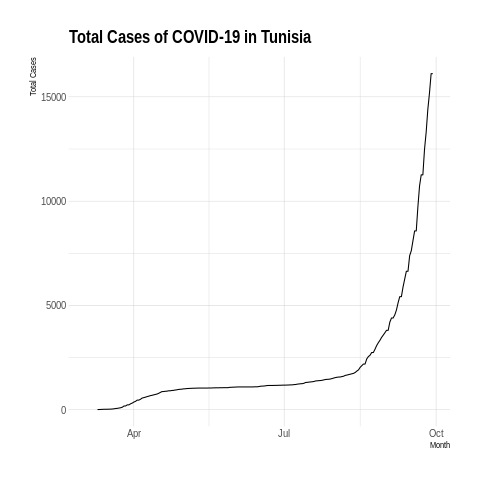 Total Cases of COVID-19 in Tunisia
Total Cases
15000
10000
5000
0
Apr
Jul
Oct
Month